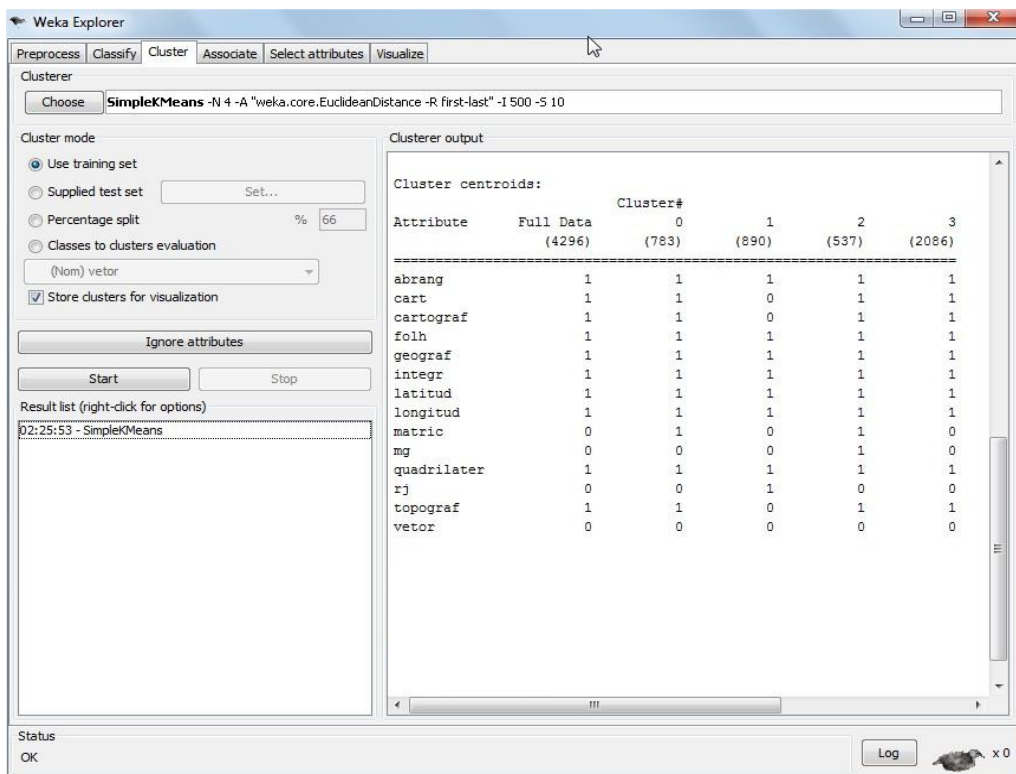 Weka Explorer
Preprocess Classify Cluster Associate Select attributes Visualize
Clusterer
Choose SimpleKMeans -N 4 -A "weka.core.EuclideanDistance -R first-last" -I 500 -S 10
Cluster mode
Use training set
Supplied test set Set...
Percentage split % 66
Classes to clusters evaluation
(Nom) vetor
Store clusters for visualization
Ignore attributes
Start Stop
Result list (right-click for options)
02:25:53 - SimpleKMeans
Clusterer output
Cluster centroids:
Cluster#
Attribute Full Data 0 1 2 3
(4296) (783) (890) (537) (2086)
==========================================================================
abrang 1 1 1 1 1
cart 1 1 0 1 1
cartograf 1 1 0 1 1
folh 1 1 1 1 1
geograf 1 1 1 1 1
integr 1 1 1 1 1
latitud 1 1 1 1 1
longitud 1 1 1 1 1
matric 0 1 0 1 0
mg 0 0 0 1 0
quadrilater 1 1 1 1 1
rj 0 0 1 0 0
topograf 1 1 0 1 1
vetor 0 0 0 0 0
Status
OK
Log x 0